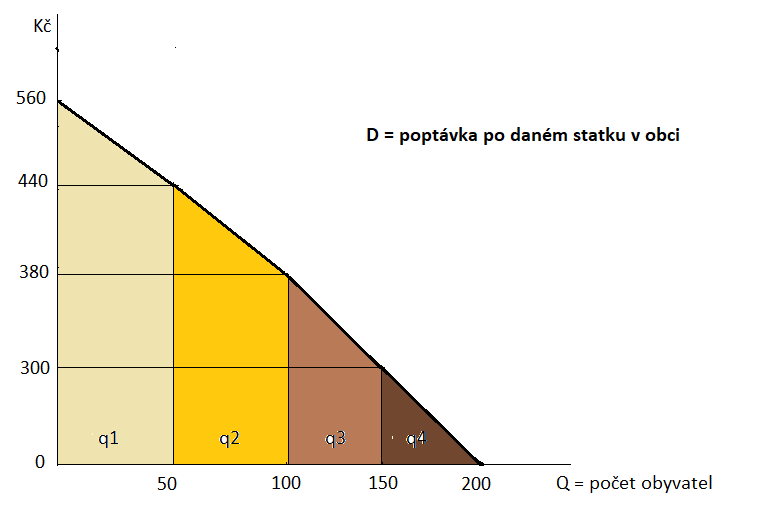 Kč
560
D = poptávka po daném statku v obci
440
380
300
q1 q2 q3 q4
0
50 100 150 200 Q = počet obyvatel